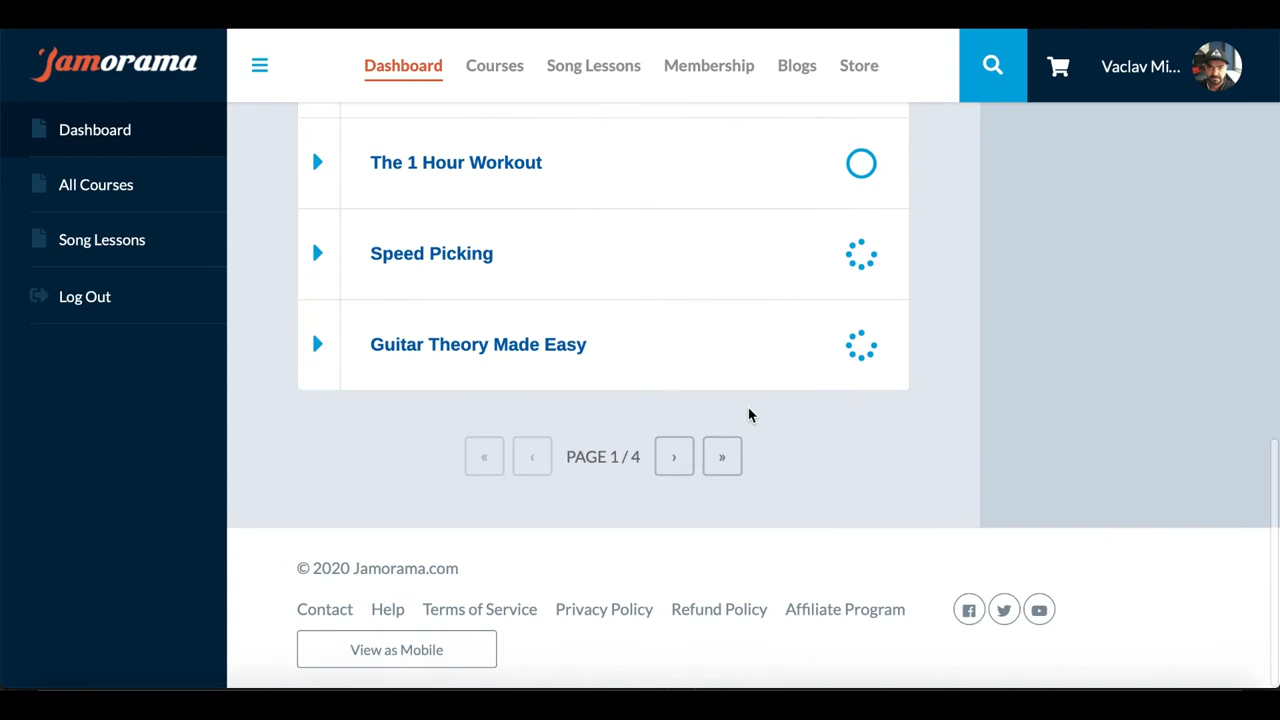 Jamorama
Dashboard Courses Song Lessons Membership Blogs Store
Vaclav Mi...
Dashboard
All Courses
Song Lessons
Log Out
The 1 Hour Workout
Speed Picking
Guitar Theory Made Easy
« ‹ PAGE 1 / 4 › »
© 2020 Jamorama.com
Contact Help Terms of Service Privacy Policy Refund Policy Affiliate Program
View as Mobile